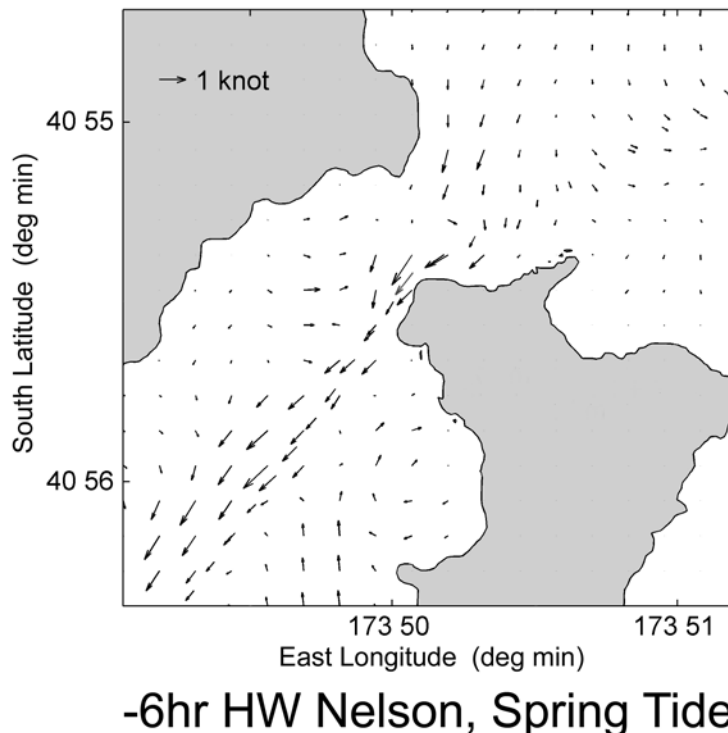 1 knot
40 55
South Latitude (deg min)
40 56
173 50
173 51
East Longitude (deg min)
-6hr HW Nelson, Spring Tide